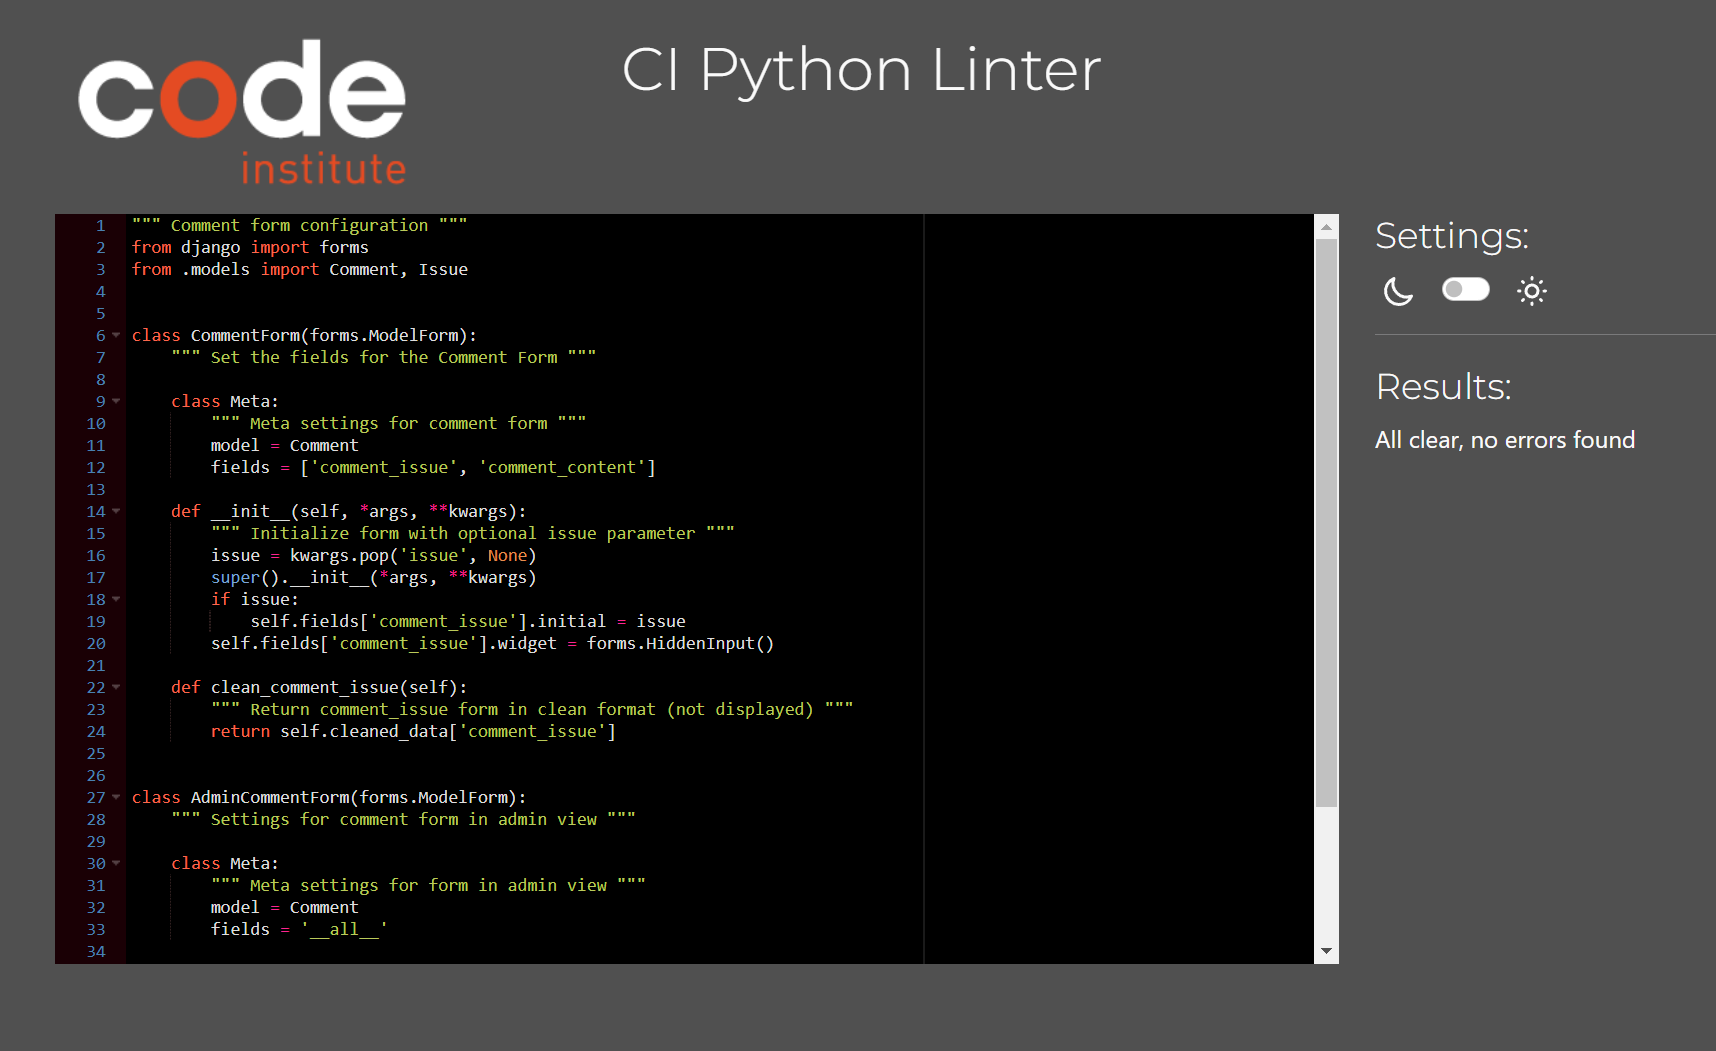 code
institute
CI Python Linter
1 """ Comment form configuration """
2 from django import forms
3 from .models import Comment, Issue
4
5
6 class CommentForm(forms.ModelForm):
7     """ Set the fields for the Comment Form """
8
9     class Meta:
10         """ Meta settings for comment form """
11         model = Comment
12         fields = ['comment_issue', 'comment_content']
13
14     def __init__(self, *args, **kwargs):
15         """ Initialize form with optional issue parameter """
16         issue = kwargs.pop('issue', None)
17         super().__init__(*args, **kwargs)
18         if issue:
19             self.fields['comment_issue'].initial = issue
20         self.fields['comment_issue'].widget = forms.HiddenInput()
21
22     def clean_comment_issue(self):
23         """ Return comment_issue form in clean format (not displayed) """
24         return self.cleaned_data['comment_issue']
25
26
27 class AdminCommentForm(forms.ModelForm):
28     """ Settings for comment form in admin view """
29
30     class Meta:
31         """ Meta settings for form in admin view """
32         model = Comment
33         fields = '__all__'
34
Settings:
Results:
All clear, no errors found